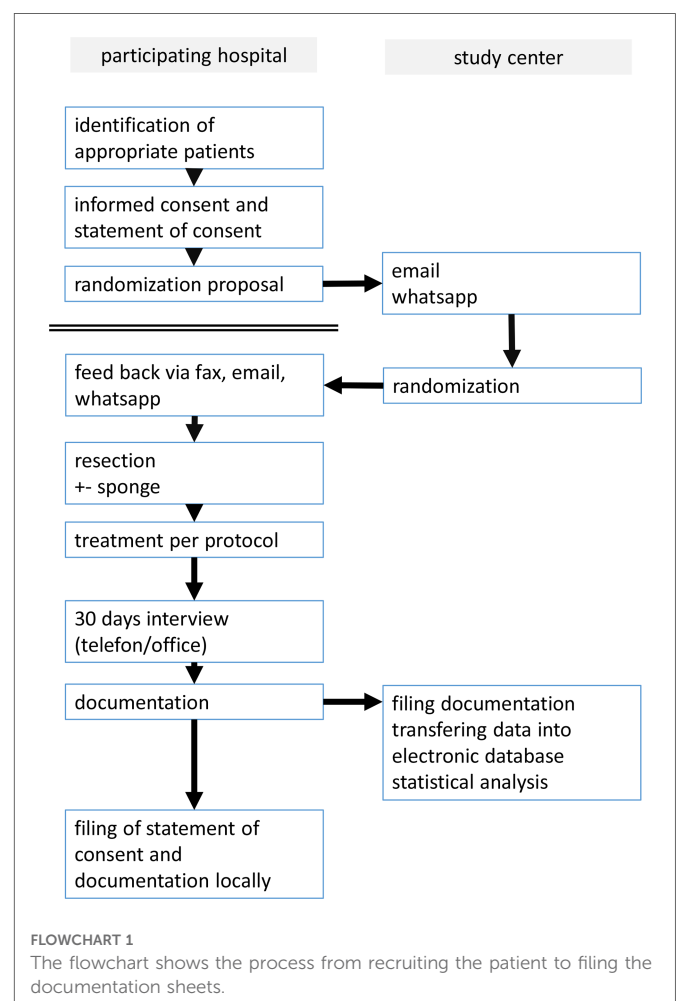 participating hospital
study center
identification of
appropriate patients
informed consent and
statement of consent
randomization proposal
email
whatsapp
feed back via fax, email,
whatsapp
randomization
resection
+- sponge
treatment per protocol
30 days interview
(telefon/office)
documentation
filing documentation
transfering data into
electronic database
statistical analysis
filing of statement of
consent and
documentation locally
FLOWCHART 1
The flowchart shows the process from recruiting the patient to filing the
documentation sheets.